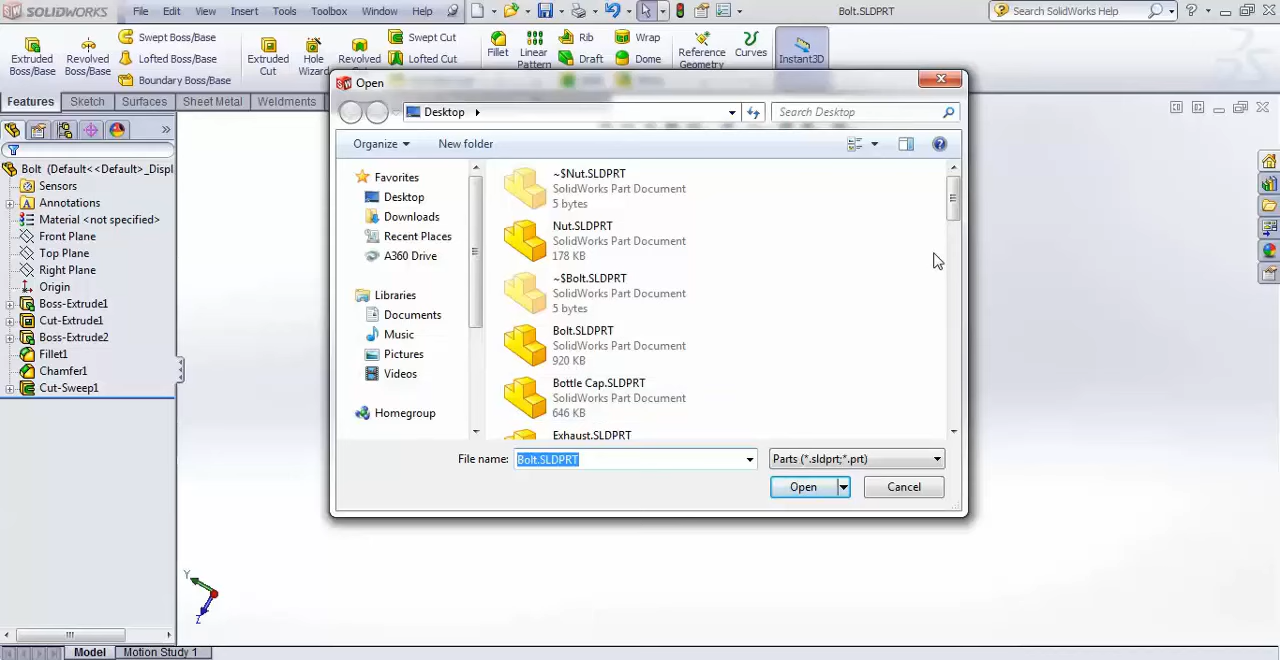 SOLIDWORKS File Edit View Insert Tools Toolbox Window Help Bolt.SLDPRT Search SolidWorks Help
Extruded Boss/Base
Revolved Boss/Base
Swept Boss/Base
Lofted Boss/Base
Boundary Boss/Base
Extruded Cut
Hole Wizard
Revolved
Swept Cut
Lofted Cut
Fillet
Linear Pattern
Rib
Draft
Wrap
Dome
Reference Geometry
Curves
Instant3D
Features Sketch Surfaces Sheet Metal Weldments
Bolt (Default<<Default>_Displ
Sensors
Annotations
Material <not specified>
Front Plane
Top Plane
Right Plane
Origin
Boss-Extrude1
Cut-Extrude1
Boss-Extrude2
Fillet1
Chamfer1
Cut-Sweep1
Open
Desktop
Search Desktop
Organize New folder
Favorites
Desktop
Downloads
Recent Places
A360 Drive
Libraries
Documents
Music
Pictures
Videos
Homegroup
~$Nut.SLDPRT
SolidWorks Part Document
5 bytes
Nut.SLDPRT
SolidWorks Part Document
178 KB
~$Bolt.SLDPRT
SolidWorks Part Document
5 bytes
Bolt.SLDPRT
SolidWorks Part Document
920 KB
Bottle Cap.SLDPRT
SolidWorks Part Document
646 KB
Exhaust.SLDPRT
File name: Bolt.SLDPRT Parts (*.sldprt;*.prt)
Open Cancel
Y
Z
Model Motion Study 1